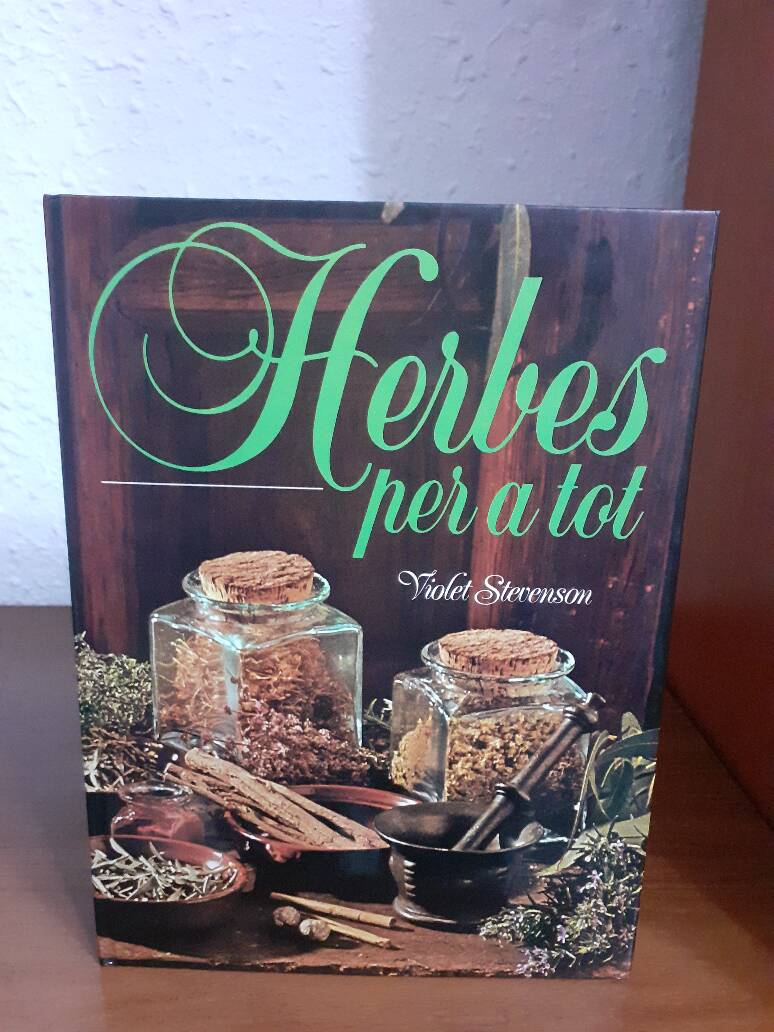 Herbes
per a tot
Violet Stevenson